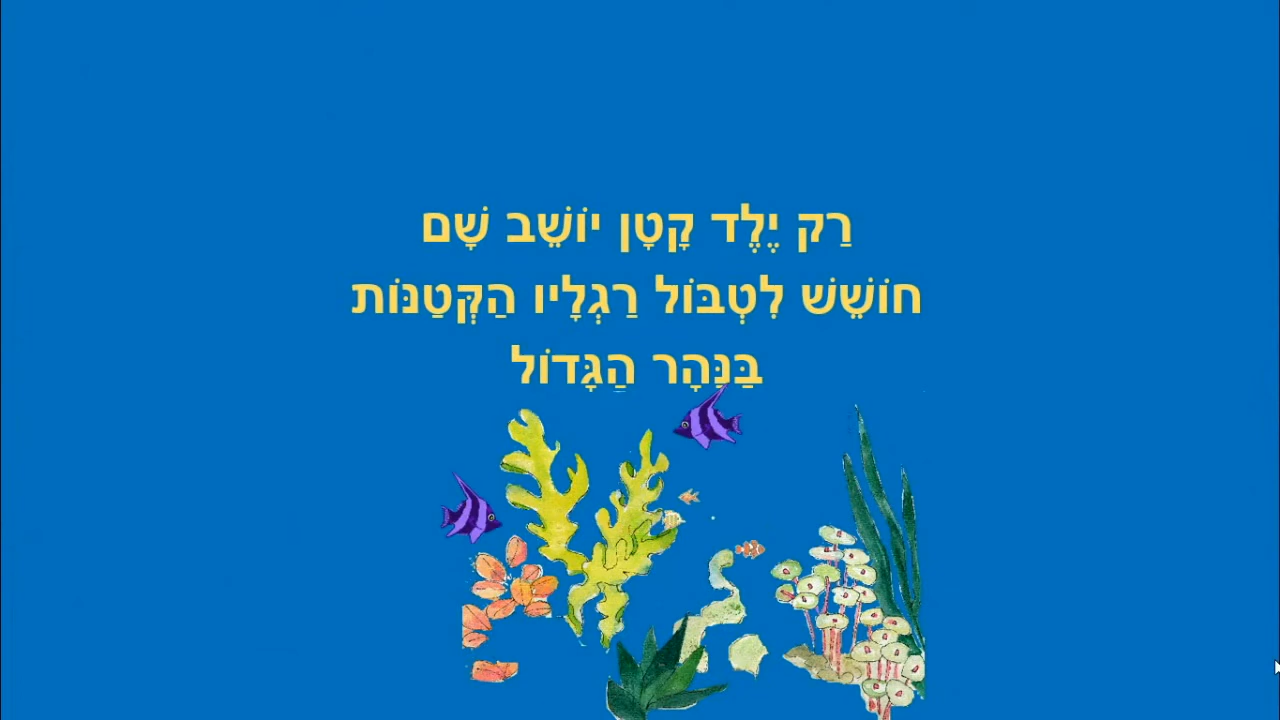 רַק יֶלֶד קָטָן יוֹשֵׁב שָׁם
חוֹשֵׁשׁ לִטְבּוֹל רַגְלָיו הַקְּטַנּוֹת
בַּנָּהָר הַגָּדוֹל